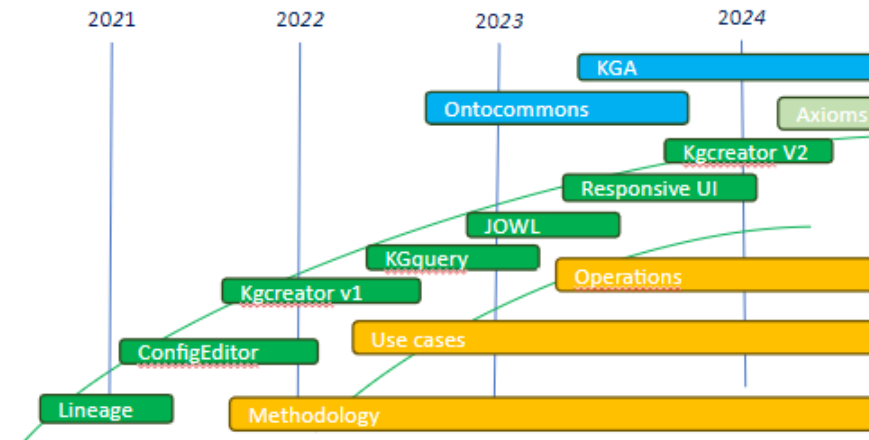 2021
2022
2023
2024
KGA
Ontocommons
Axioms
Kgcreator V2
Responsive UI
JOWL
KGquery
Operations
Kgcreator v1
Use cases
ConfigEditor
Lineage
Methodology